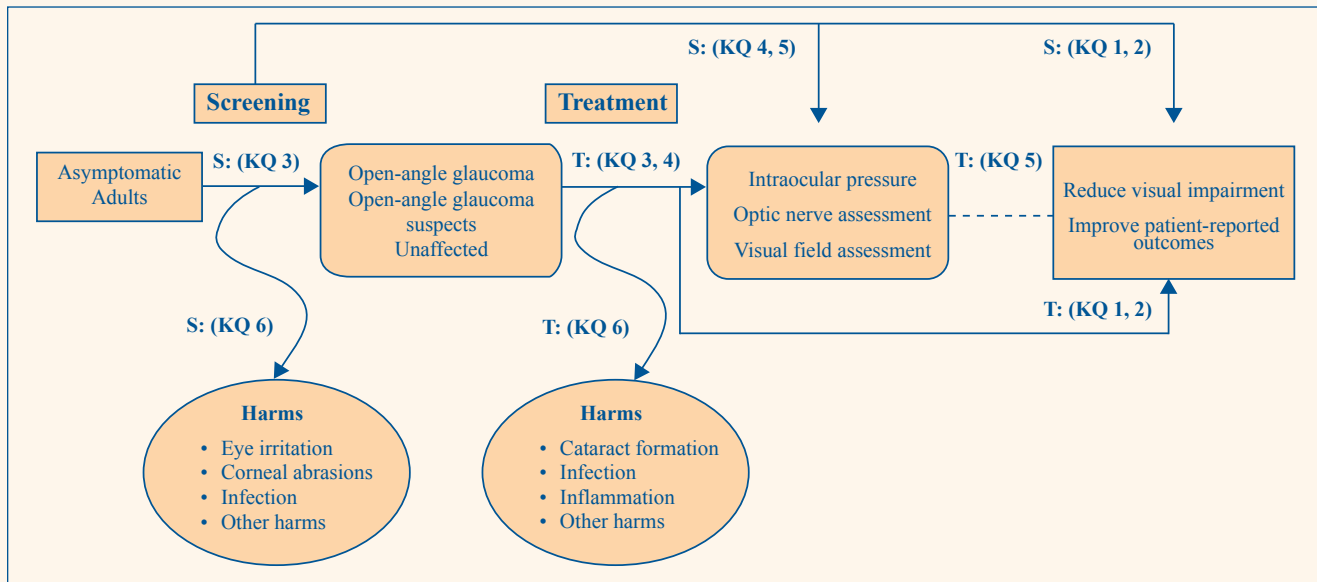 S: (KQ 4, 5)
S: (KQ 1, 2)
Screening
Treatment
S: (KQ 3)
T: (KQ 3, 4)
T: (KQ 5)
Asymptomatic
Adults
Open-angle glaucoma
Open-angle glaucoma
suspects
Unaffected
Intraocular pressure
Optic nerve assessment
Visual field assessment
Reduce visual impairment
Improve patient-reported
outcomes
S: (KQ 6)
T: (KQ 6)
T: (KQ 1, 2)
Harms
• Eye irritation
• Corneal abrasions
• Infection
• Other harms
Harms
• Cataract formation
• Infection
• Inflammation
• Other harms